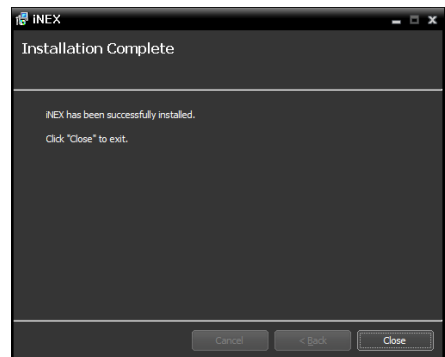 iNEX
Installation Complete
iNEX has been successfully installed.
Click "Close" to exit.
Cancel
< Back
Close